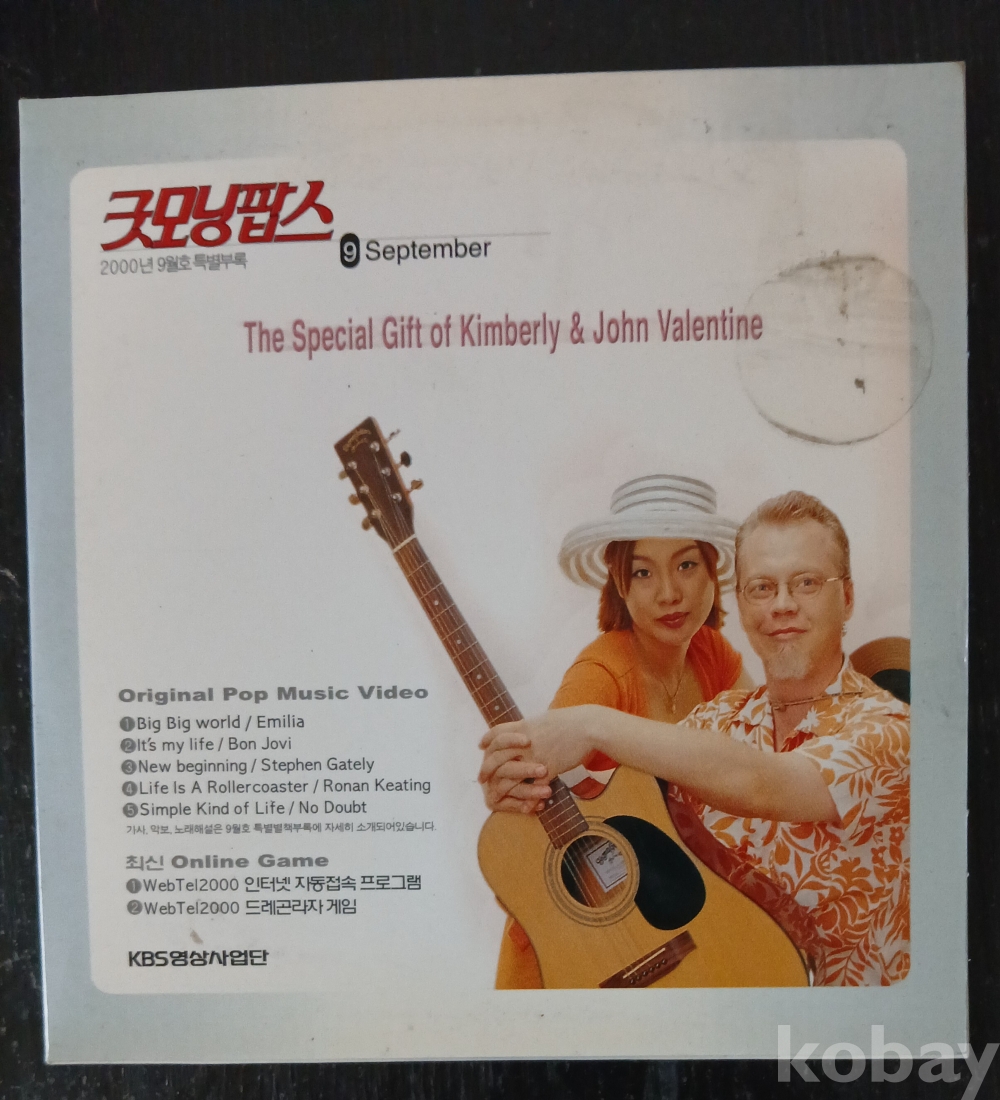 굿모닝팝스
2000년 9월호 특별부록
9 September
The Special Gift of Kimberly & John Valentine
Original Pop Music Video
❶Big Big world / Emilia
❷It's my life / Bon Jovi
❸New beginning / Stephen Gately
❹Life Is A Rollercoaster / Ronan Keating
❺Simple Kind of Life / No Doubt
가사, 악보, 노래해설은 9월호 특별별책부록에 자세히 소개되어있습니다.
최신 Online Game
❶WebTel2000 인터넷 자동접속 프로그램
❷WebTel2000 드레곤라자 게임
KBS영상사업단
kobay